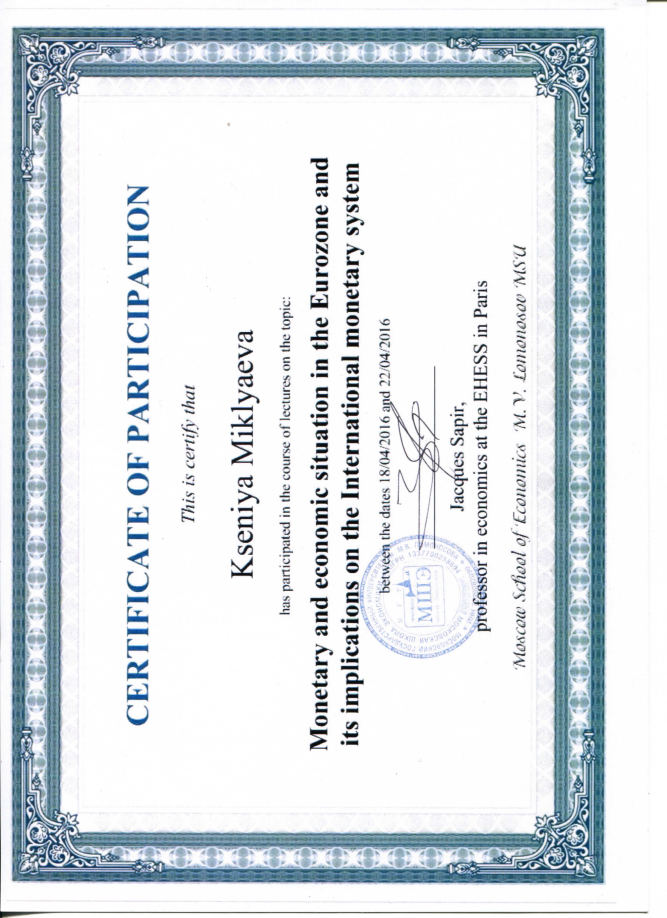 CERTIFICATE OF PARTICIPATION
This is certify that
Kseniya Miklyaeva
has participated in the course of lectures on the topic:
Monetary and economic situation in the Eurozone and
its implications on the International monetary system
between the dates 18/04/2016 and 22/04/2016
МШЭ
Jacques Sapir,
professor in economics at the EHESS in Paris
Moscow School of Economics M. V. Lomonosov MSU